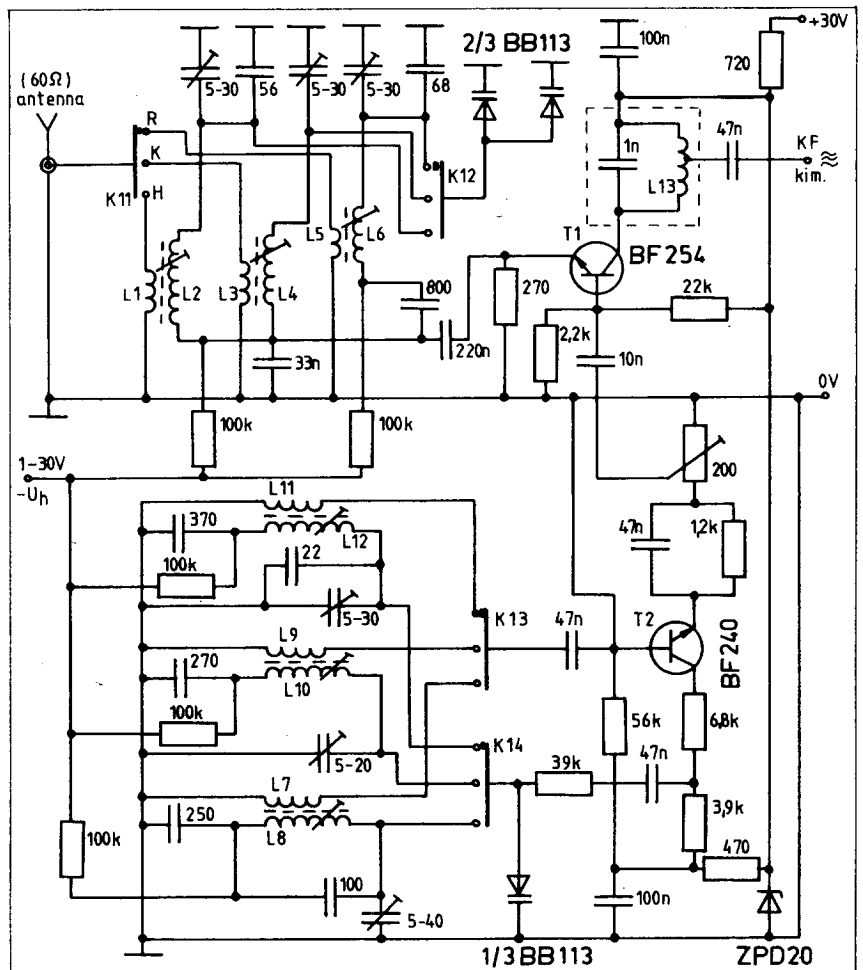 +30V
2/3 BB113
100n
720
(60Ω)
antenna
5-30
56
5-30
5-30
68
R
K
H
K11
K12
1n
L13
47n
KF
kim.
T1
BF254
L1
L2
L3
L4
L5
L6
800
270
22k
220n
2,2k
10n
33n
0V
100k
100k
200
1-30V
-Uh
L11
370
L12
47n
1,2k
100k
22
5-30
K13
47n
T2
BF240
L9
270
L10
100k
56k
6,8k
5-20
K14
39k
47n
L7
250
L8
3,9k
100k
470
100
100n
5-40
1/3 BB113
ZPD20